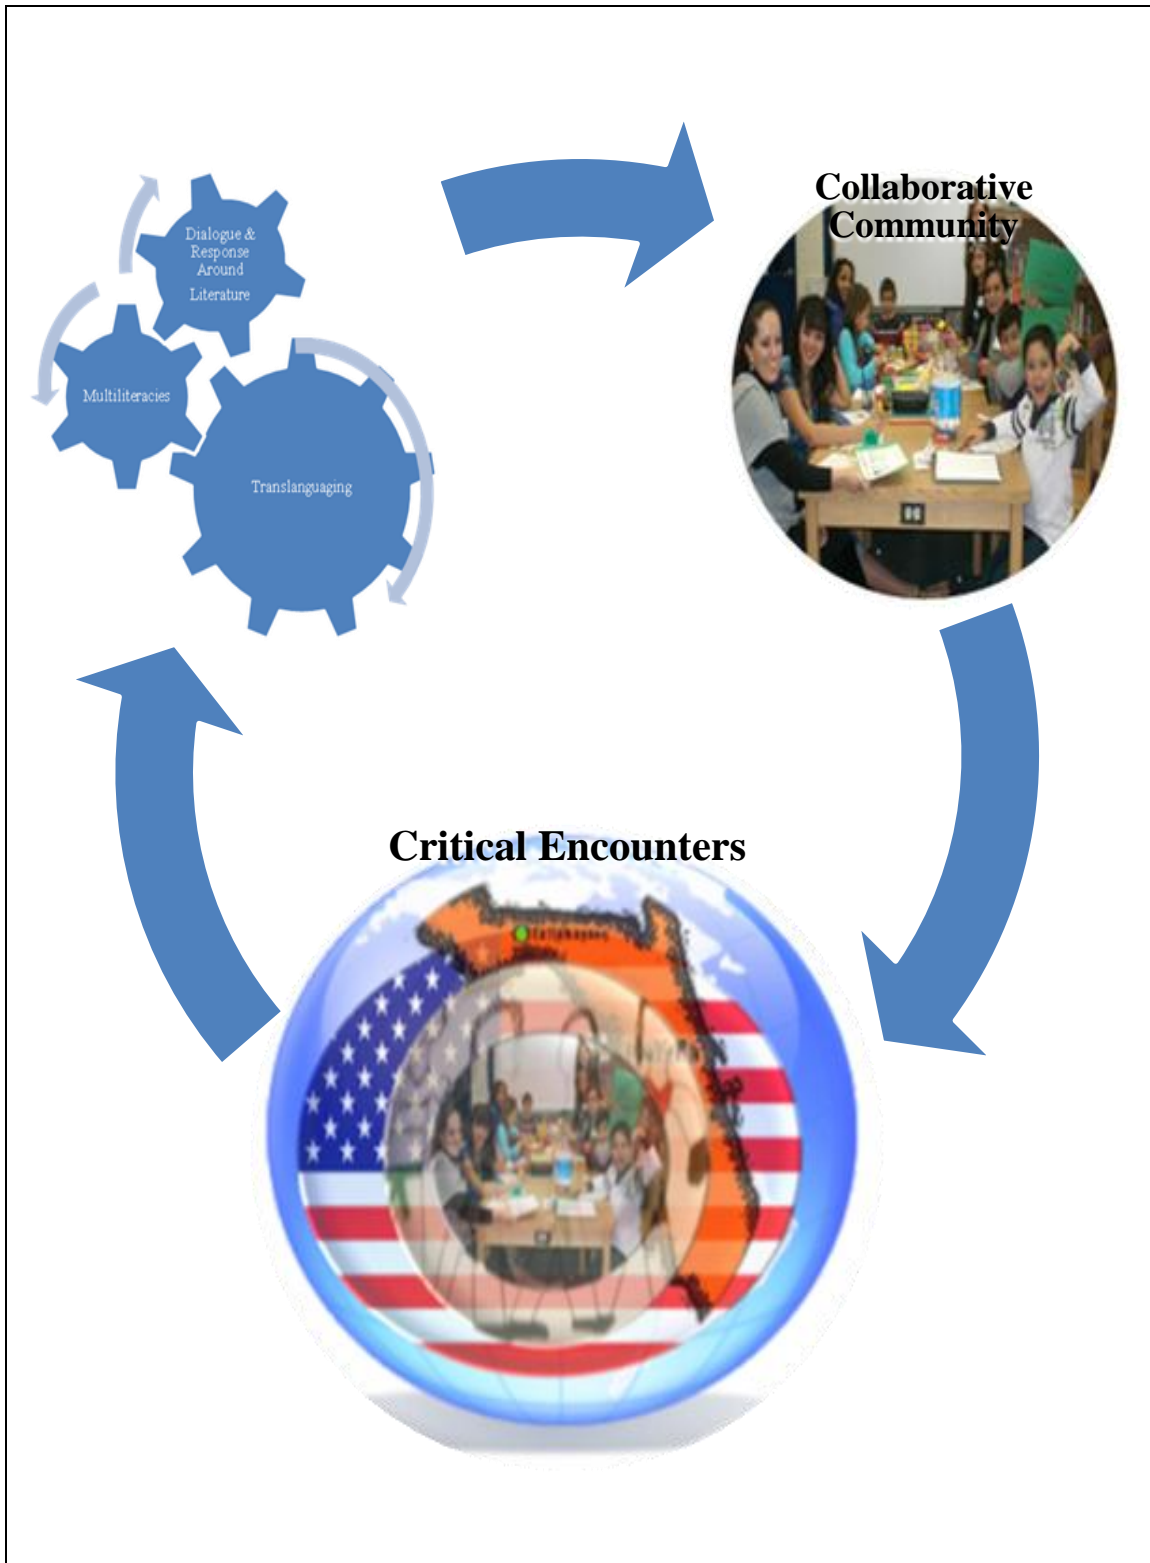 Collaborative
Community
Dialogue &
Response
Around
Literature
Multiliteracies
Translanguaging
Critical Encounters